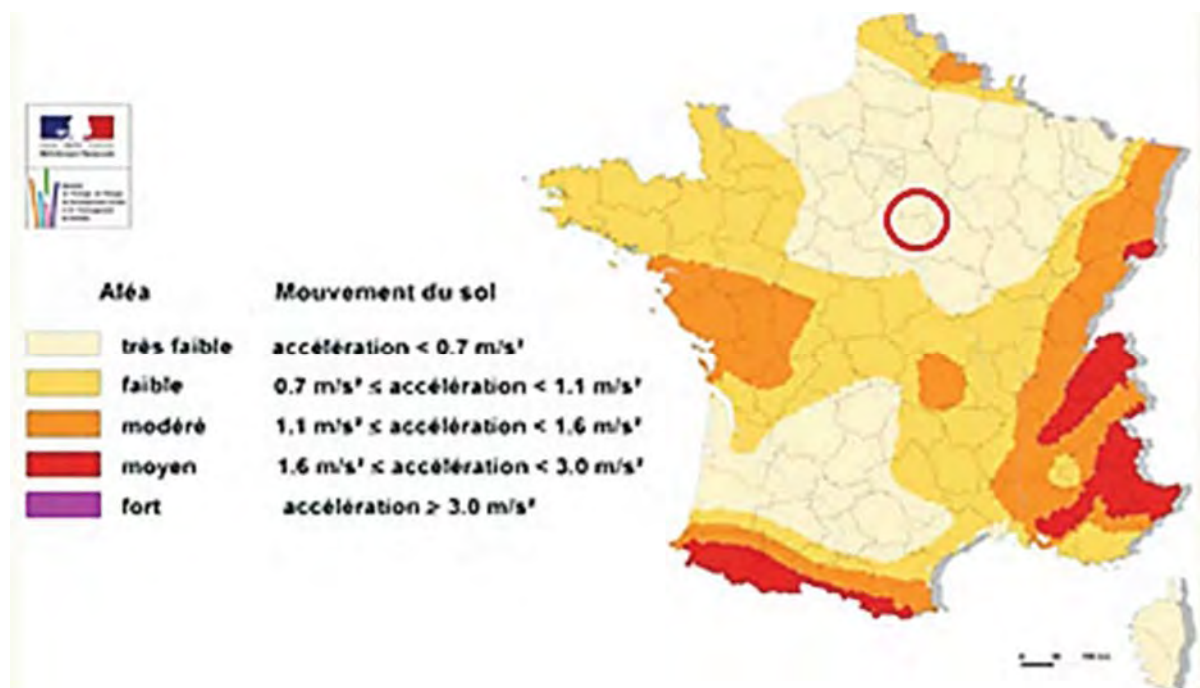 Aléa Mouvement du sol
très faible accélération < 0.7 m/s²
faible 0.7 m/s² ≤ accélération < 1.1 m/s²
modéré 1.1 m/s² ≤ accélération < 1.6 m/s²
moyen 1.6 m/s² ≤ accélération < 3.0 m/s²
fort accélération ≥ 3.0 m/s²